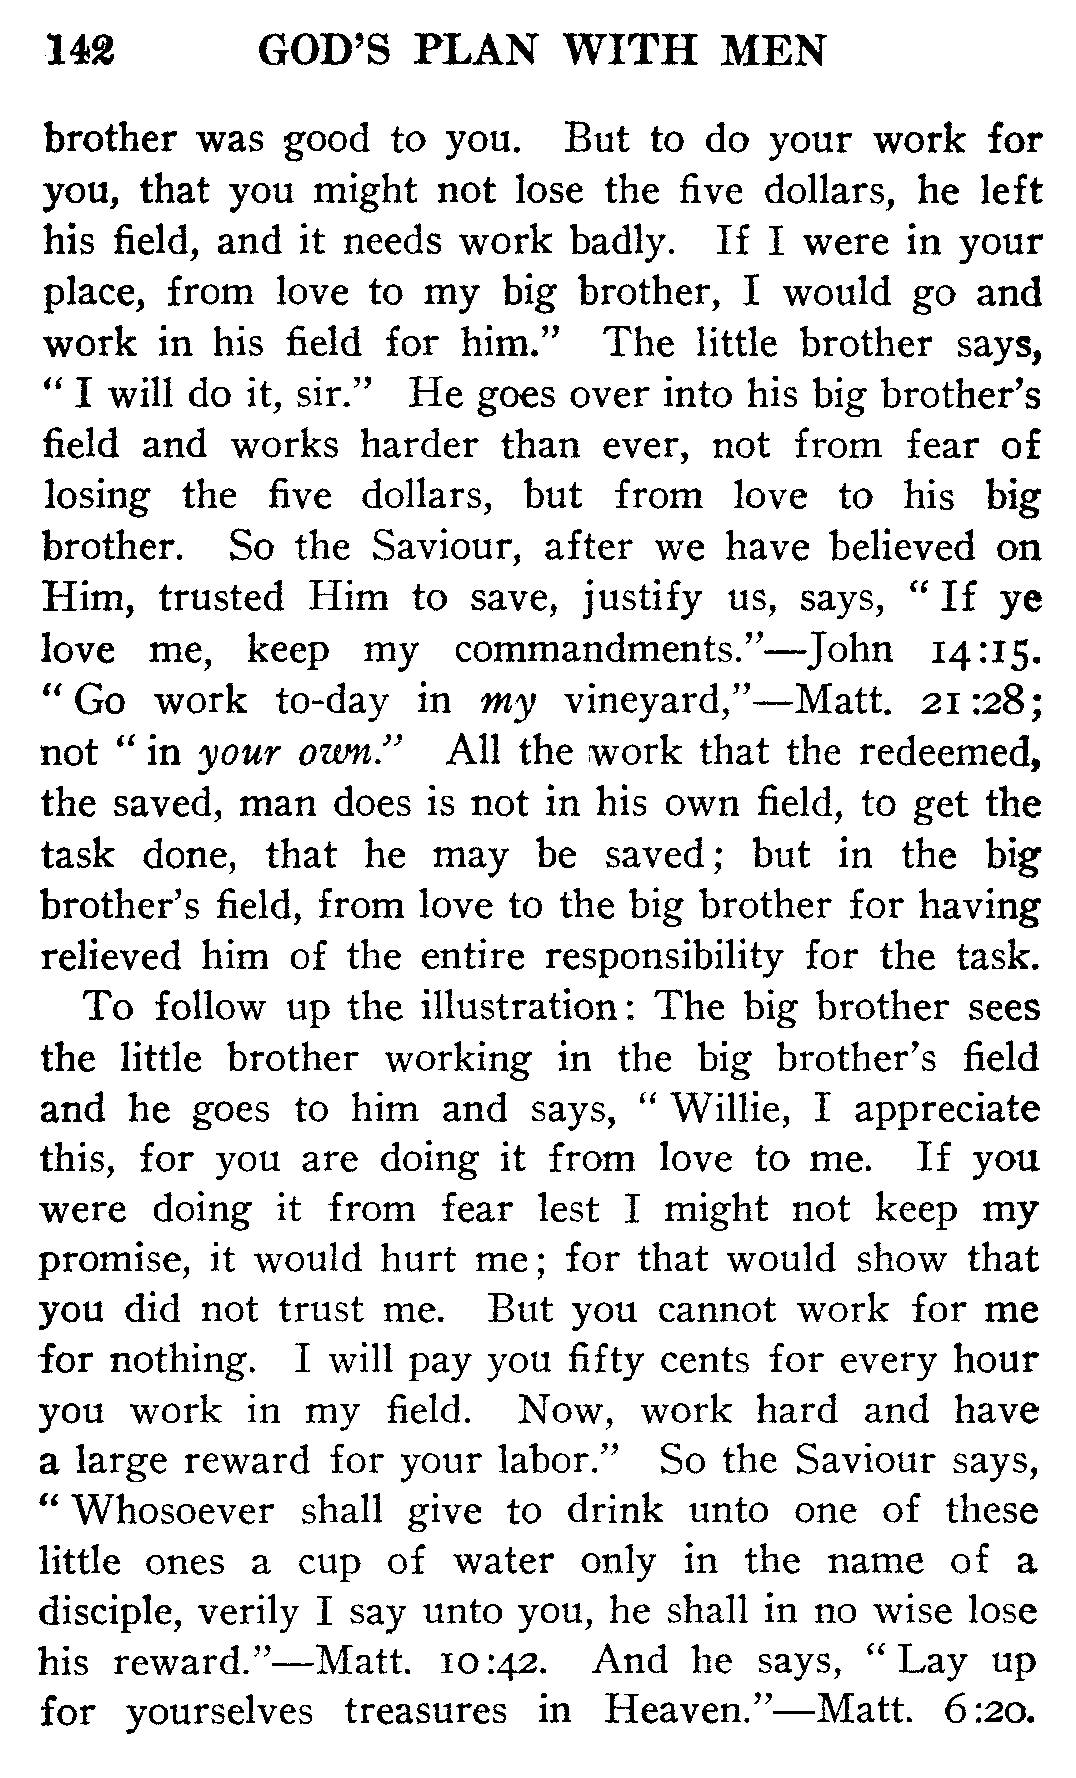 142 GOD'S PLAN WITH MEN
brother was good to you. But to do your work for
you, that you might not lose the five dollars, he left
his field, and it needs work badly. If I were in your
place, from love to my big brother, I would go and
work in his field for him." The little brother says,
" I will do it, sir." He goes over into his big brother's
field and works harder than ever, not from fear of
losing the five dollars, but from love to his big
brother. So the Saviour, after we have believed on
Him, trusted Him to save, justify us, says, " If ye
love me, keep my commandments."—John 14:15.
" Go work to-day in my vineyard,"—Matt. 21:28;
not " in your own." All the work that the redeemed,
the saved, man does is not in his own field, to get the
task done, that he may be saved; but in the big
brother's field, from love to the big brother for having
relieved him of the entire responsibility for the task.
To follow up the illustration: The big brother sees
the little brother working in the big brother's field
and he goes to him and says, " Willie, I appreciate
this, for you are doing it from love to me. If you
were doing it from fear lest I might not keep my
promise, it would hurt me; for that would show that
you did not trust me. But you cannot work for me
for nothing. I will pay you fifty cents for every hour
you work in my field. Now, work hard and have
a large reward for your labor." So the Saviour says,
" Whosoever shall give to drink unto one of these
little ones a cup of water only in the name of a
disciple, verily I say unto you, he shall in no wise lose
his reward."—Matt. 10:42. And he says, " Lay up
for yourselves treasures in Heaven."—Matt. 6:20.